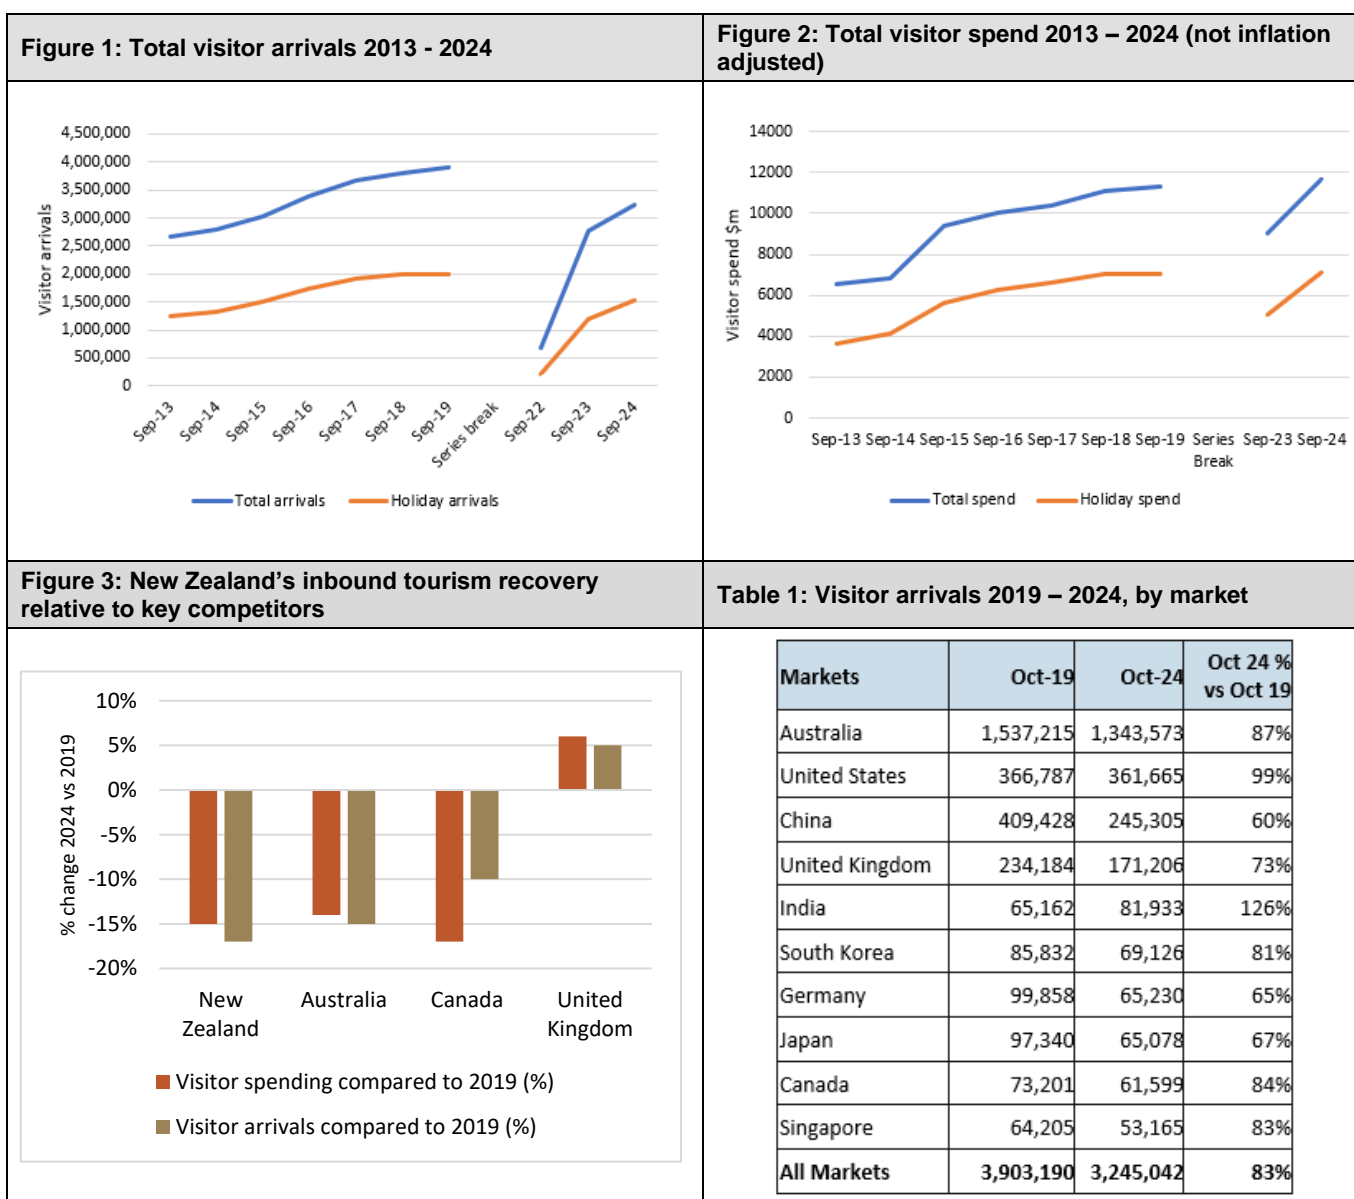 Figure 1: Total visitor arrivals 2013 - 2024
Figure 2: Total visitor spend 2013 – 2024 (not inflation
adjusted)
Visitor arrivals
4,500,000
4,000,000
3,500,000
3,000,000
2,500,000
2,000,000
1,500,000
1,000,000
500,000
0
Sep-13
Sep-14
Sep-15
Sep-16
Sep-17
Sep-18
Sep-19
Series break
Sep-22
Sep-23
Sep-24
Total arrivals
Holiday arrivals
Visitor spend $m
14000
12000
10000
8000
6000
4000
2000
0
Sep-13 Sep-14 Sep-15 Sep-16 Sep-17 Sep-18 Sep-19 Series Sep-23 Sep-24
Break
Total spend
Holiday spend
Figure 3: New Zealand's inbound tourism recovery
relative to key competitors
Table 1: Visitor arrivals 2019 – 2024, by market
% change 2024 vs 2019
10%
5%
0%
-5%
-10%
-15%
-20%
New
Zealand
Australia
Canada
United
Kingdom
Visitor spending compared to 2019 (%)
Visitor arrivals compared to 2019 (%)
Markets Oct-19 Oct-24 Oct 24 %
vs Oct 19
Australia 1,537,215 1,343,573 87%
United States 366,787 361,665 99%
China 409,428 245,305 60%
United Kingdom 234,184 171,206 73%
India 65,162 81,933 126%
South Korea 85,832 69,126 81%
Germany 99,858 65,230 65%
Japan 97,340 65,078 67%
Canada 73,201 61,599 84%
Singapore 64,205 53,165 83%
All Markets 3,903,190 3,245,042 83%